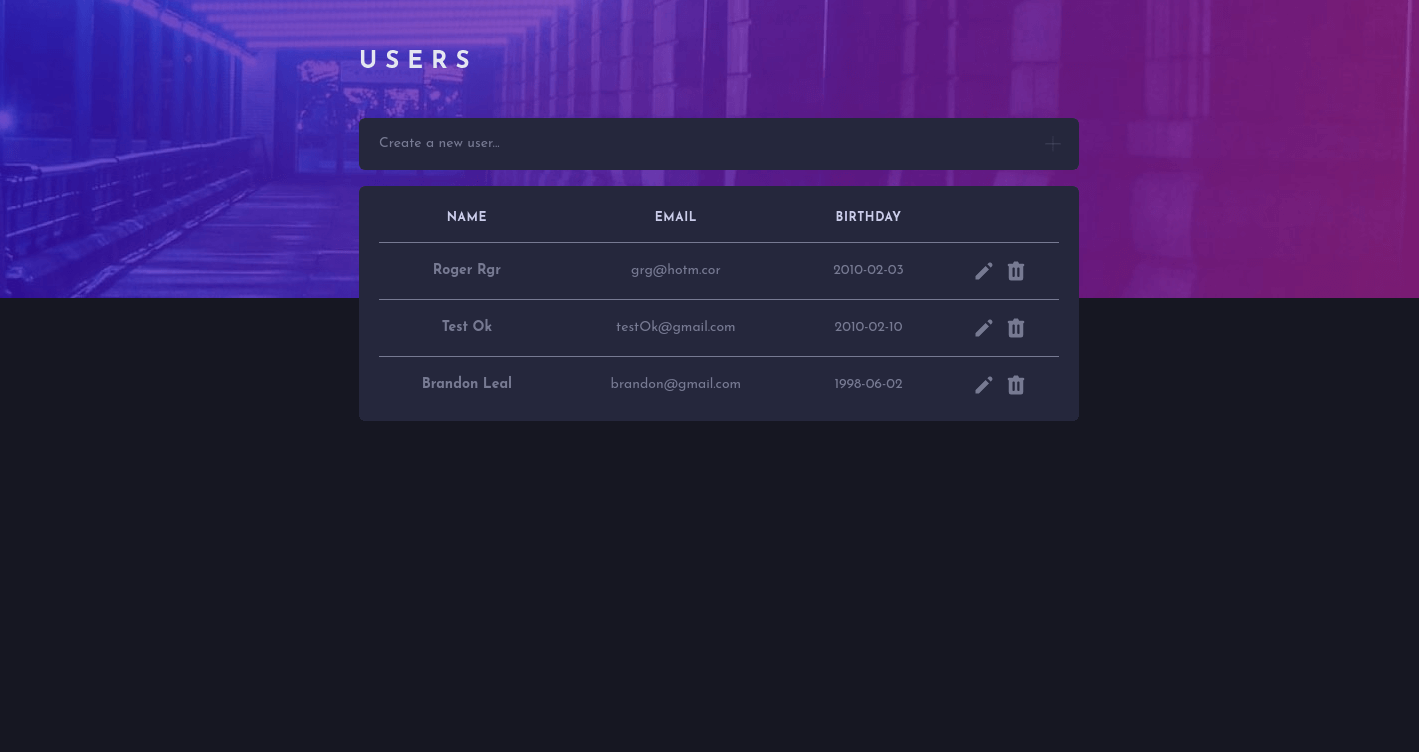 USERS
Create a new user...
NAME EMAIL BIRTHDAY
Roger Rgr grg@hotm.cor 2010-02-03
Test Ok testOk@gmail.com 2010-02-10
Brandon Leal brandon@gmail.com 1998-06-02